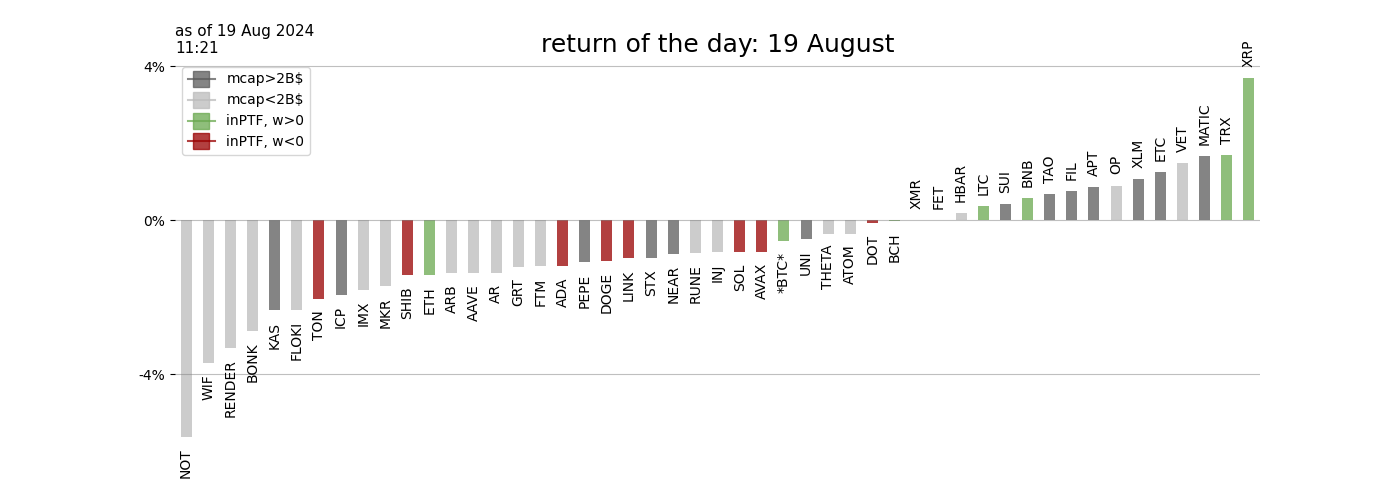 as of 19 Aug 2024
11:21
return of the day: 19 August
4%
0%
-4%
mcap>2B$
mcap<2B$
inPTF, w>0
inPTF, w<0
NOT
WIF
RENDER
BONK
KAS
FLOKI
TON
ICP
IMX
MKR
SHIB
ETH
ARB
AAVE
AR
GRT
FTM
ADA
PEPE
DOGE
LINK
STX
NEAR
RUNE
INJ
SOL
AVAX
*BTC*
UNI
THETA
ATOM
DOT
BCH
XMR
FET
HBAR
LTC
SUI
BNB
TAO
FIL
APT
OP
XLM
ETC
VET
MATIC
TRX
XRP